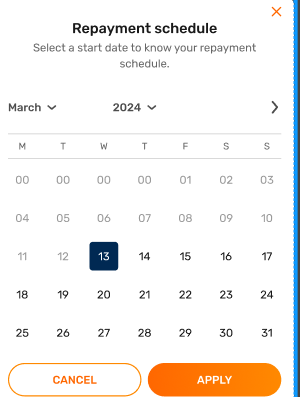 Repayment schedule
Select a start date to know your repayment
schedule.
March 2024
M T W T F S S
00 00 00 00 01 02 03
04 05 06 07 08 09 10
11 12 13 14 15 16 17
18 19 20 21 22 23 24
25 26 27 28 29 30 31
CANCEL APPLY